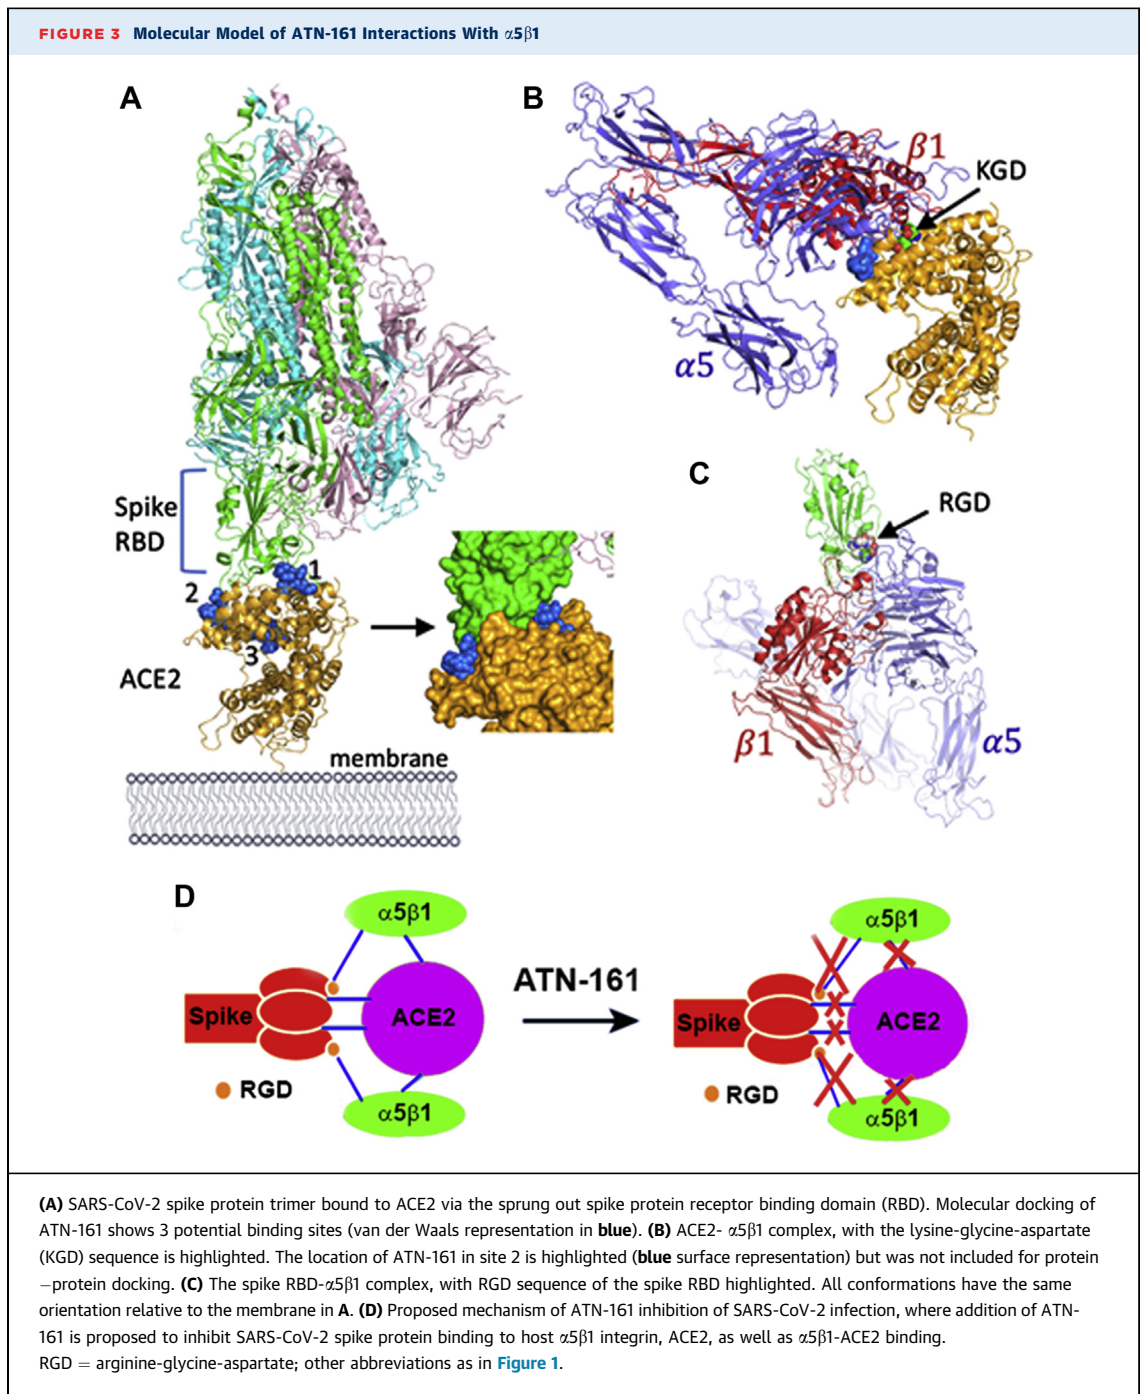 FIGURE 3 Molecular Model of ATN-161 Interactions With α5β1
A
Spike
RBD
1
2
3
ACE2
membrane
B
β1
KGD
α5
C
RGD
β1
α5
D
α5β1
Spike
ACE2
RGD
α5β1
ATN-161
α5β1
Spike
ACE2
RGD
α5β1
(A) SARS-CoV-2 spike protein trimer bound to ACE2 via the sprung out spike protein receptor binding domain (RBD). Molecular docking of
ATN-161 shows 3 potential binding sites (van der Waals representation in blue). (B) ACE2- α5β1 complex, with the lysine-glycine-aspartate
(KGD) sequence is highlighted. The location of ATN-161 in site 2 is highlighted (blue surface representation) but was not included for protein
–protein docking. (C) The spike RBD-α5β1 complex, with RGD sequence of the spike RBD highlighted. All conformations have the same
orientation relative to the membrane in A. (D) Proposed mechanism of ATN-161 inhibition of SARS-CoV-2 infection, where addition of ATN-
161 is proposed to inhibit SARS-CoV-2 spike protein binding to host α5β1 integrin, ACE2, as well as α5β1-ACE2 binding.
RGD = arginine-glycine-aspartate; other abbreviations as in Figure 1.